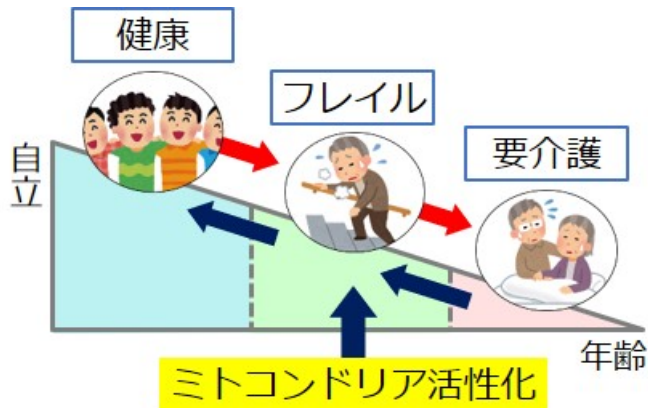 健康
フレイル
要介護
自立
年齢
ミトコンドリア活性化